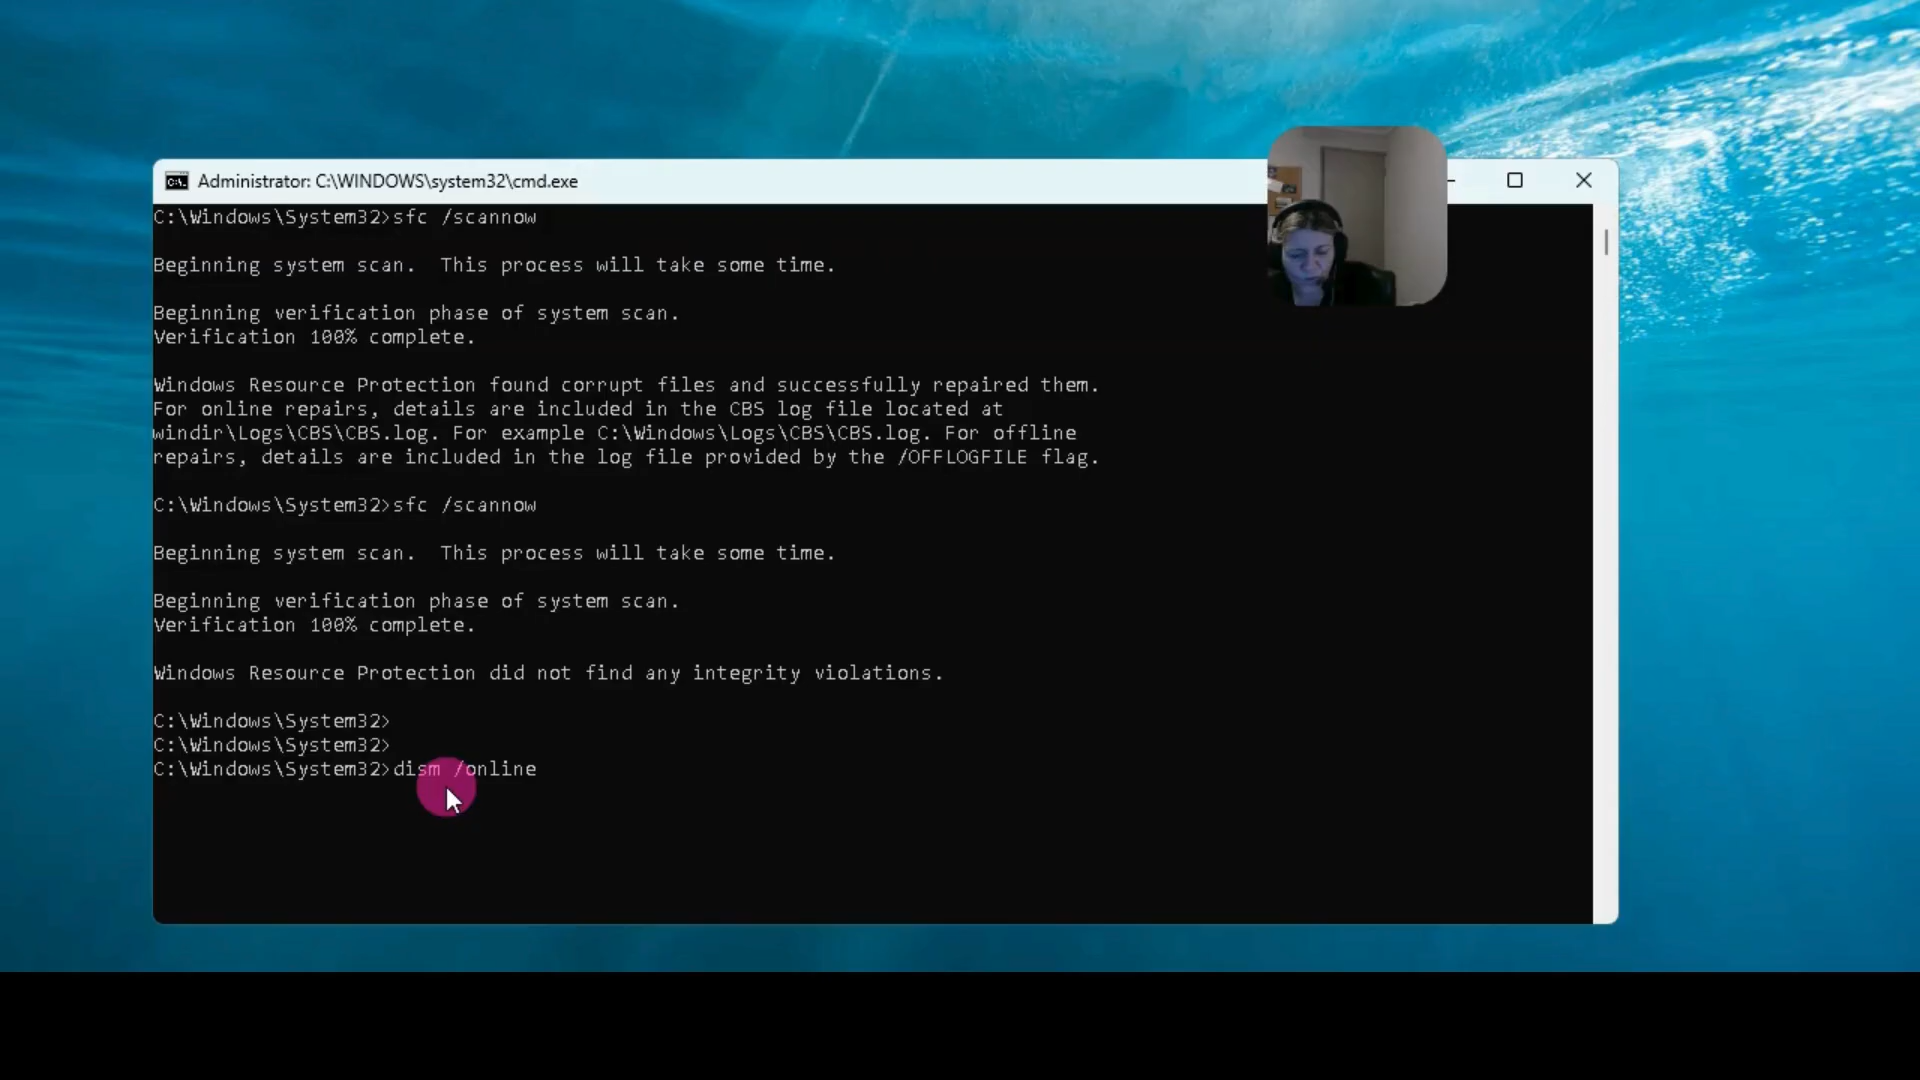 Administrator: C:\WINDOWS\system32\cmd.exe
C:\Windows\System32>sfc /scannow
Beginning system scan.  This process will take some time.
Beginning verification phase of system scan.
Verification 100% complete.
Windows Resource Protection found corrupt files and successfully repaired them.
For online repairs, details are included in the CBS log file located at
windir\Logs\CBS\CBS.log. For example C:\Windows\Logs\CBS\CBS.log. For offline
repairs, details are included in the log file provided by the /OFFLOGFILE flag.
C:\Windows\System32>sfc /scannow
Beginning system scan.  This process will take some time.
Beginning verification phase of system scan.
Verification 100% complete.
Windows Resource Protection did not find any integrity violations.
C:\Windows\System32>
C:\Windows\System32>
C:\Windows\System32>dism /online